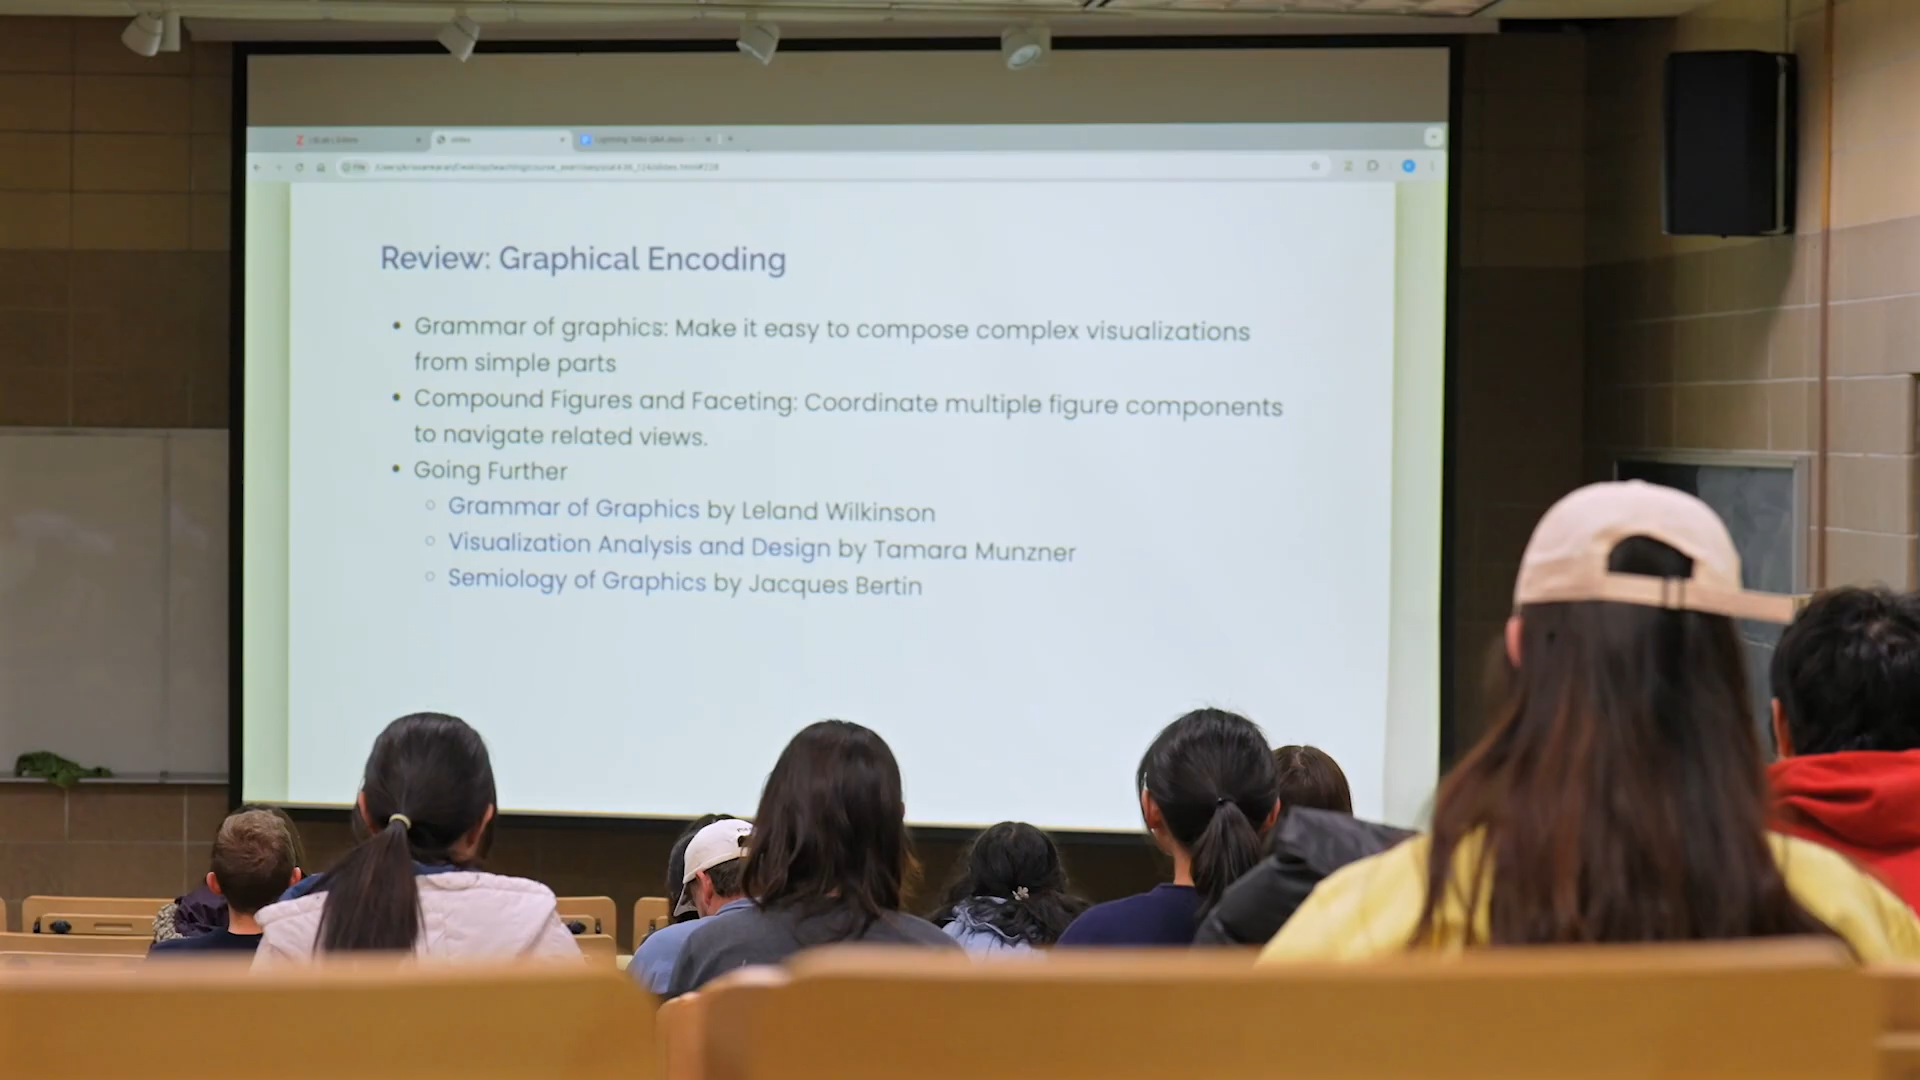 Review: Graphical Encoding
• Grammar of graphics: Make it easy to compose complex visualizations
from simple parts
• Compound Figures and Faceting: Coordinate multiple figure components
to navigate related views.
• Going Further
○ Grammar of Graphics by Leland Wilkinson
○ Visualization Analysis and Design by Tamara Munzner
○ Semiology of Graphics by Jacques Bertin